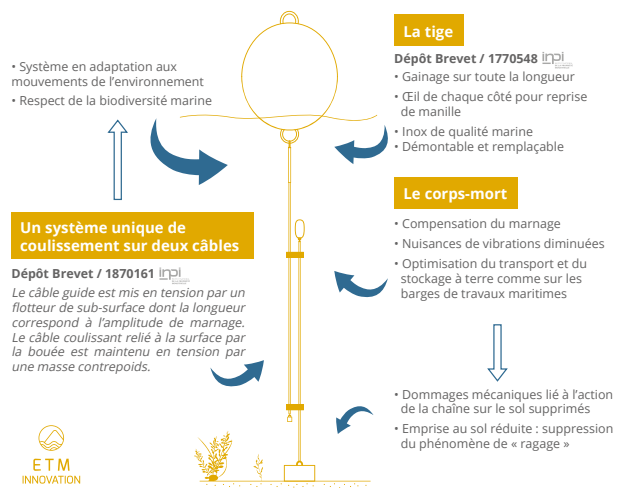 • Système en adaptation aux
mouvements de l'environnement
• Respect de la biodiversité marine
Un système unique de
coulissement sur deux câbles
Dépôt Brevet / 1870161 inpi
Le câble guide est mis en tension par un
flotteur de sub-surface dont la longueur
correspond à l'amplitude de marnage.
Le câble coulissant relié à la surface par
la bouée est maintenu en tension par
une masse contrepoids.
La tige
Dépôt Brevet / 1770548 inpi
• Gainage sur toute la longueur
• Œil de chaque côté pour reprise
de manille
• Inox de qualité marine
• Démontable et remplaçable
Le corps-mort
• Compensation du marnage
• Nuisances de vibrations diminuées
• Optimisation du transport et du
stockage à terre comme sur les
barges de travaux maritimes
• Dommages mécaniques lié à l'action
de la chaîne sur le sol supprimés
• Emprise au sol réduite : suppression
du phénomène de « ragage »
ETM
INNOVATION